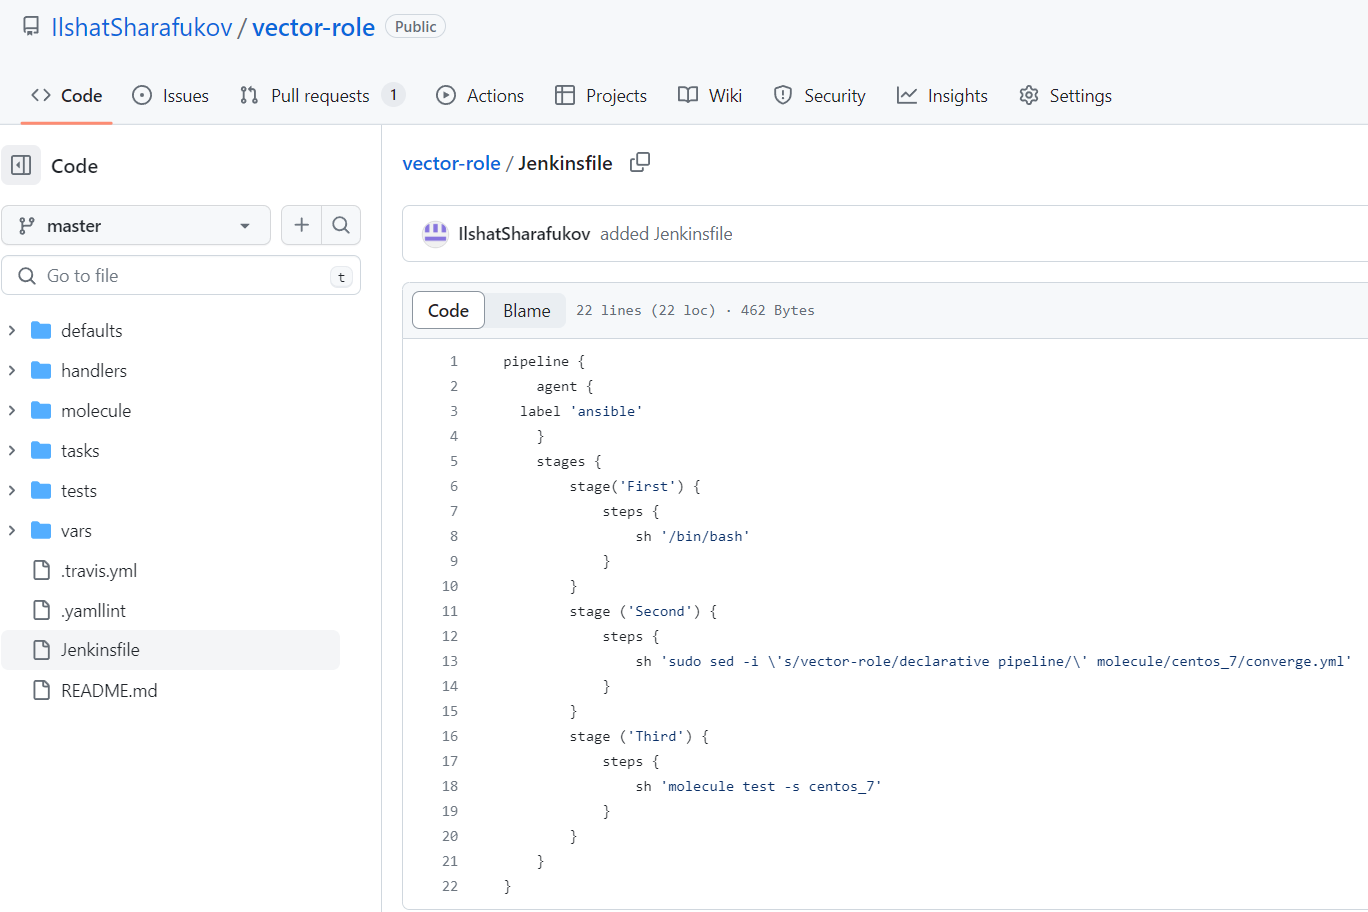 IlshatSharafukov / vector-role Public
Code Issues Pull requests 1 Actions Projects Wiki Security Insights Settings
Code
master
Go to file t
defaults
handlers
molecule
tasks
tests
vars
.travis.yml
.yamllint
Jenkinsfile
README.md
vector-role / Jenkinsfile
IlshatSharafukov added Jenkinsfile
Code Blame 22 lines (22 loc) · 462 Bytes
1 pipeline {
2 agent {
3 label 'ansible'
4 }
5 stages {
6 stage('First') {
7 steps {
8 sh '/bin/bash'
9 }
10 }
11 stage ('Second') {
12 steps {
13 sh 'sudo sed -i \'s/vector-role/declarative pipeline/\' molecule/centos_7/converge.yml'
14 }
15 }
16 stage ('Third') {
17 steps {
18 sh 'molecule test -s centos_7'
19 }
20 }
21 }
22 }